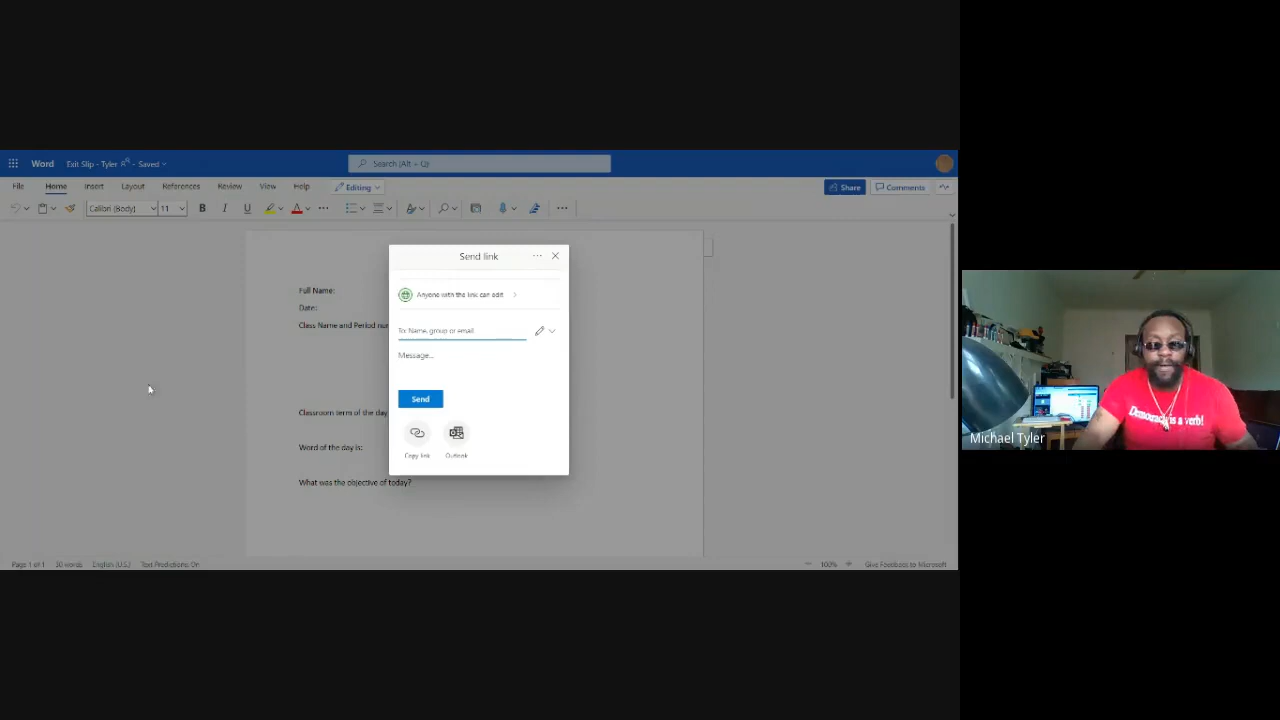 Word Exit Slip - Tyler - Saved Search (Alt + Q)
File Home Insert Layout References Review View Help Editing Share Comments
Calibri (Body) 11 B I U A
Send link
Anyone with the link can edit
Full Name:
Date:
Class Name and Period num
To: Name, group or email
Message...
Send
Classroom term of the day
Copy link Outlook
Word of the day is:
What was the objective of today?
Page 1 of 1 30 words English (U.S.) Text Predictions: On 100% Give Feedback to Microsoft
Democracy is a verb!
Michael Tyler